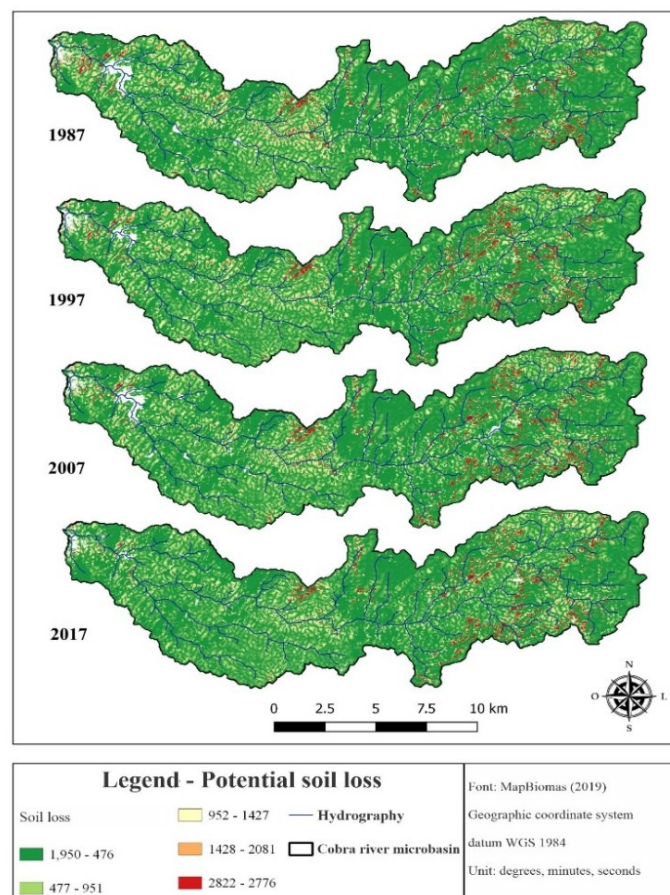 1987
1997
2007
2017
N
O
L
S
0 2.5 5 7.5 10 km
Legend - Potential soil loss
Soil loss
1,950 - 476
477 - 951
952 - 1427
1428 - 2081
2822 - 2776
Hydrography
Cobra river microbasin
Font: MapBiomas (2019)
Geographic coordinate system
datum WGS 1984
Unit: degrees, minutes, seconds